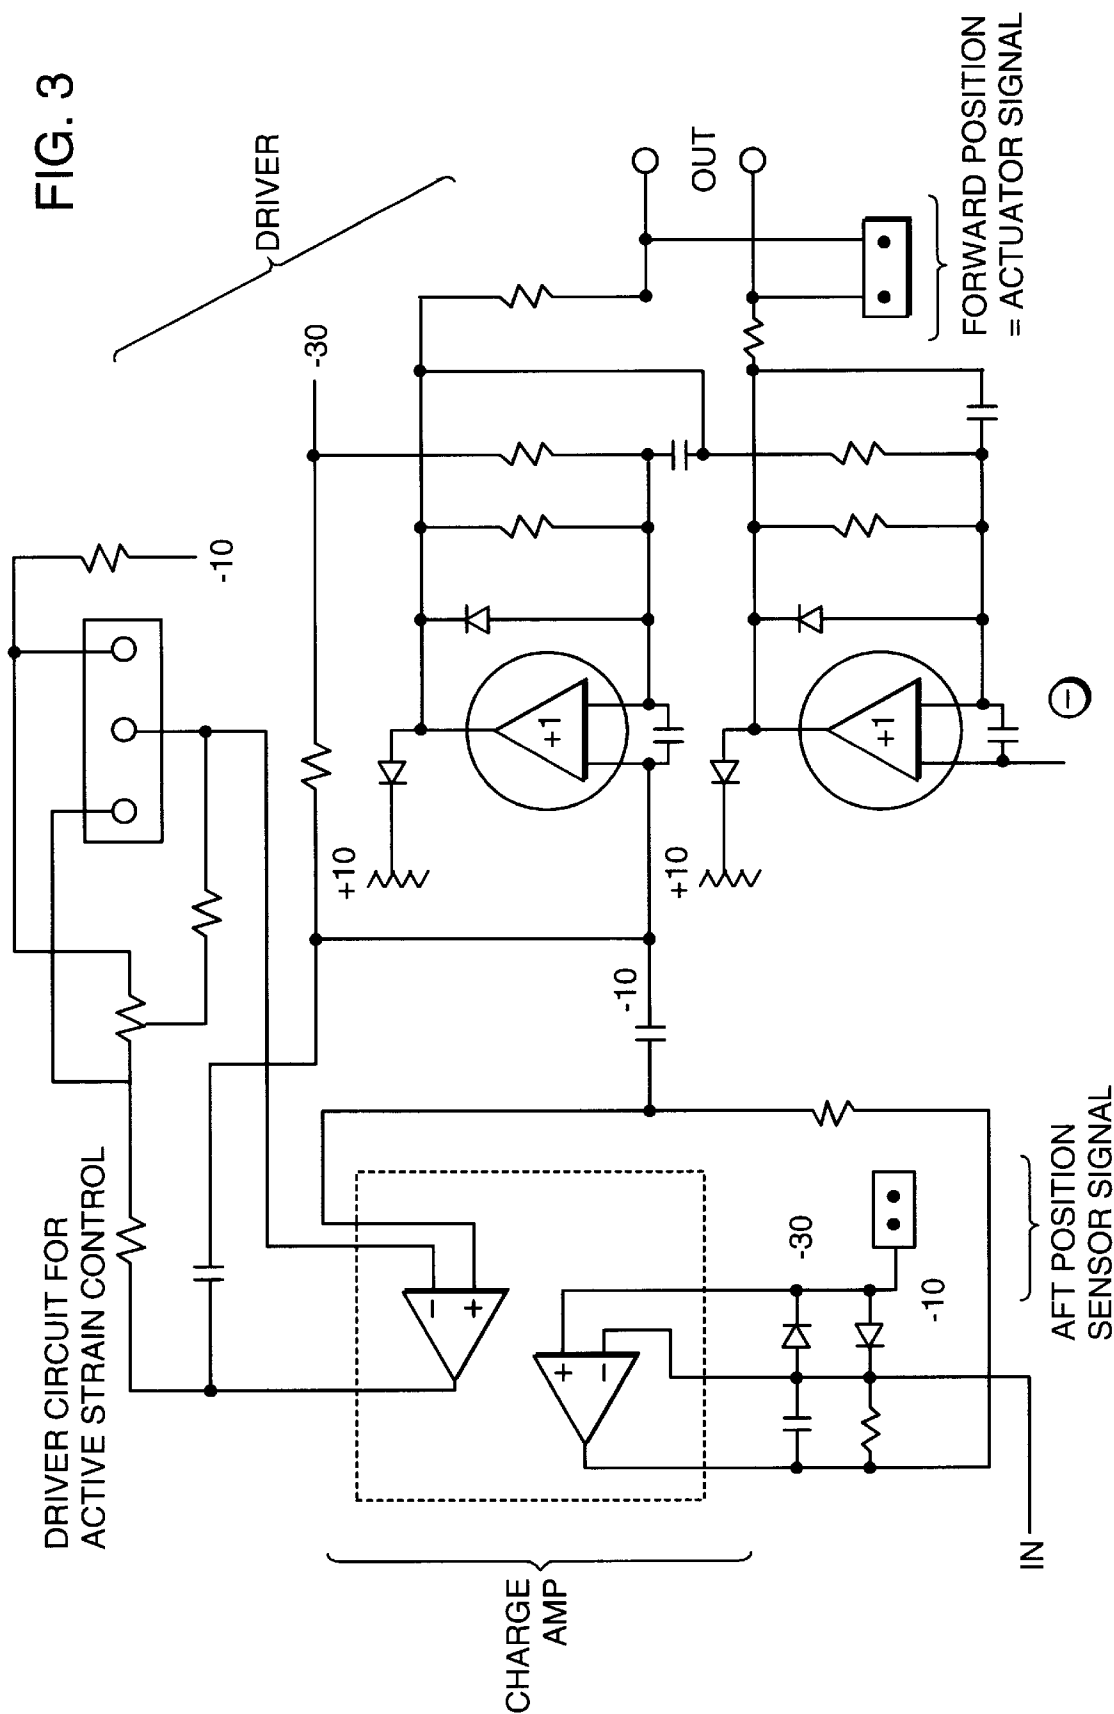 FIG. 3
DRIVER CIRCUIT FOR
ACTIVE STRAIN CONTROL
-10
DRIVER
-30
+10
+1
-
+
CHARGE
AMP
-10
OUT
+10
+1
+
-
-30
-10
IN
AFT POSITION
SENSOR SIGNAL
-
FORWARD POSITION
= ACTUATOR SIGNAL